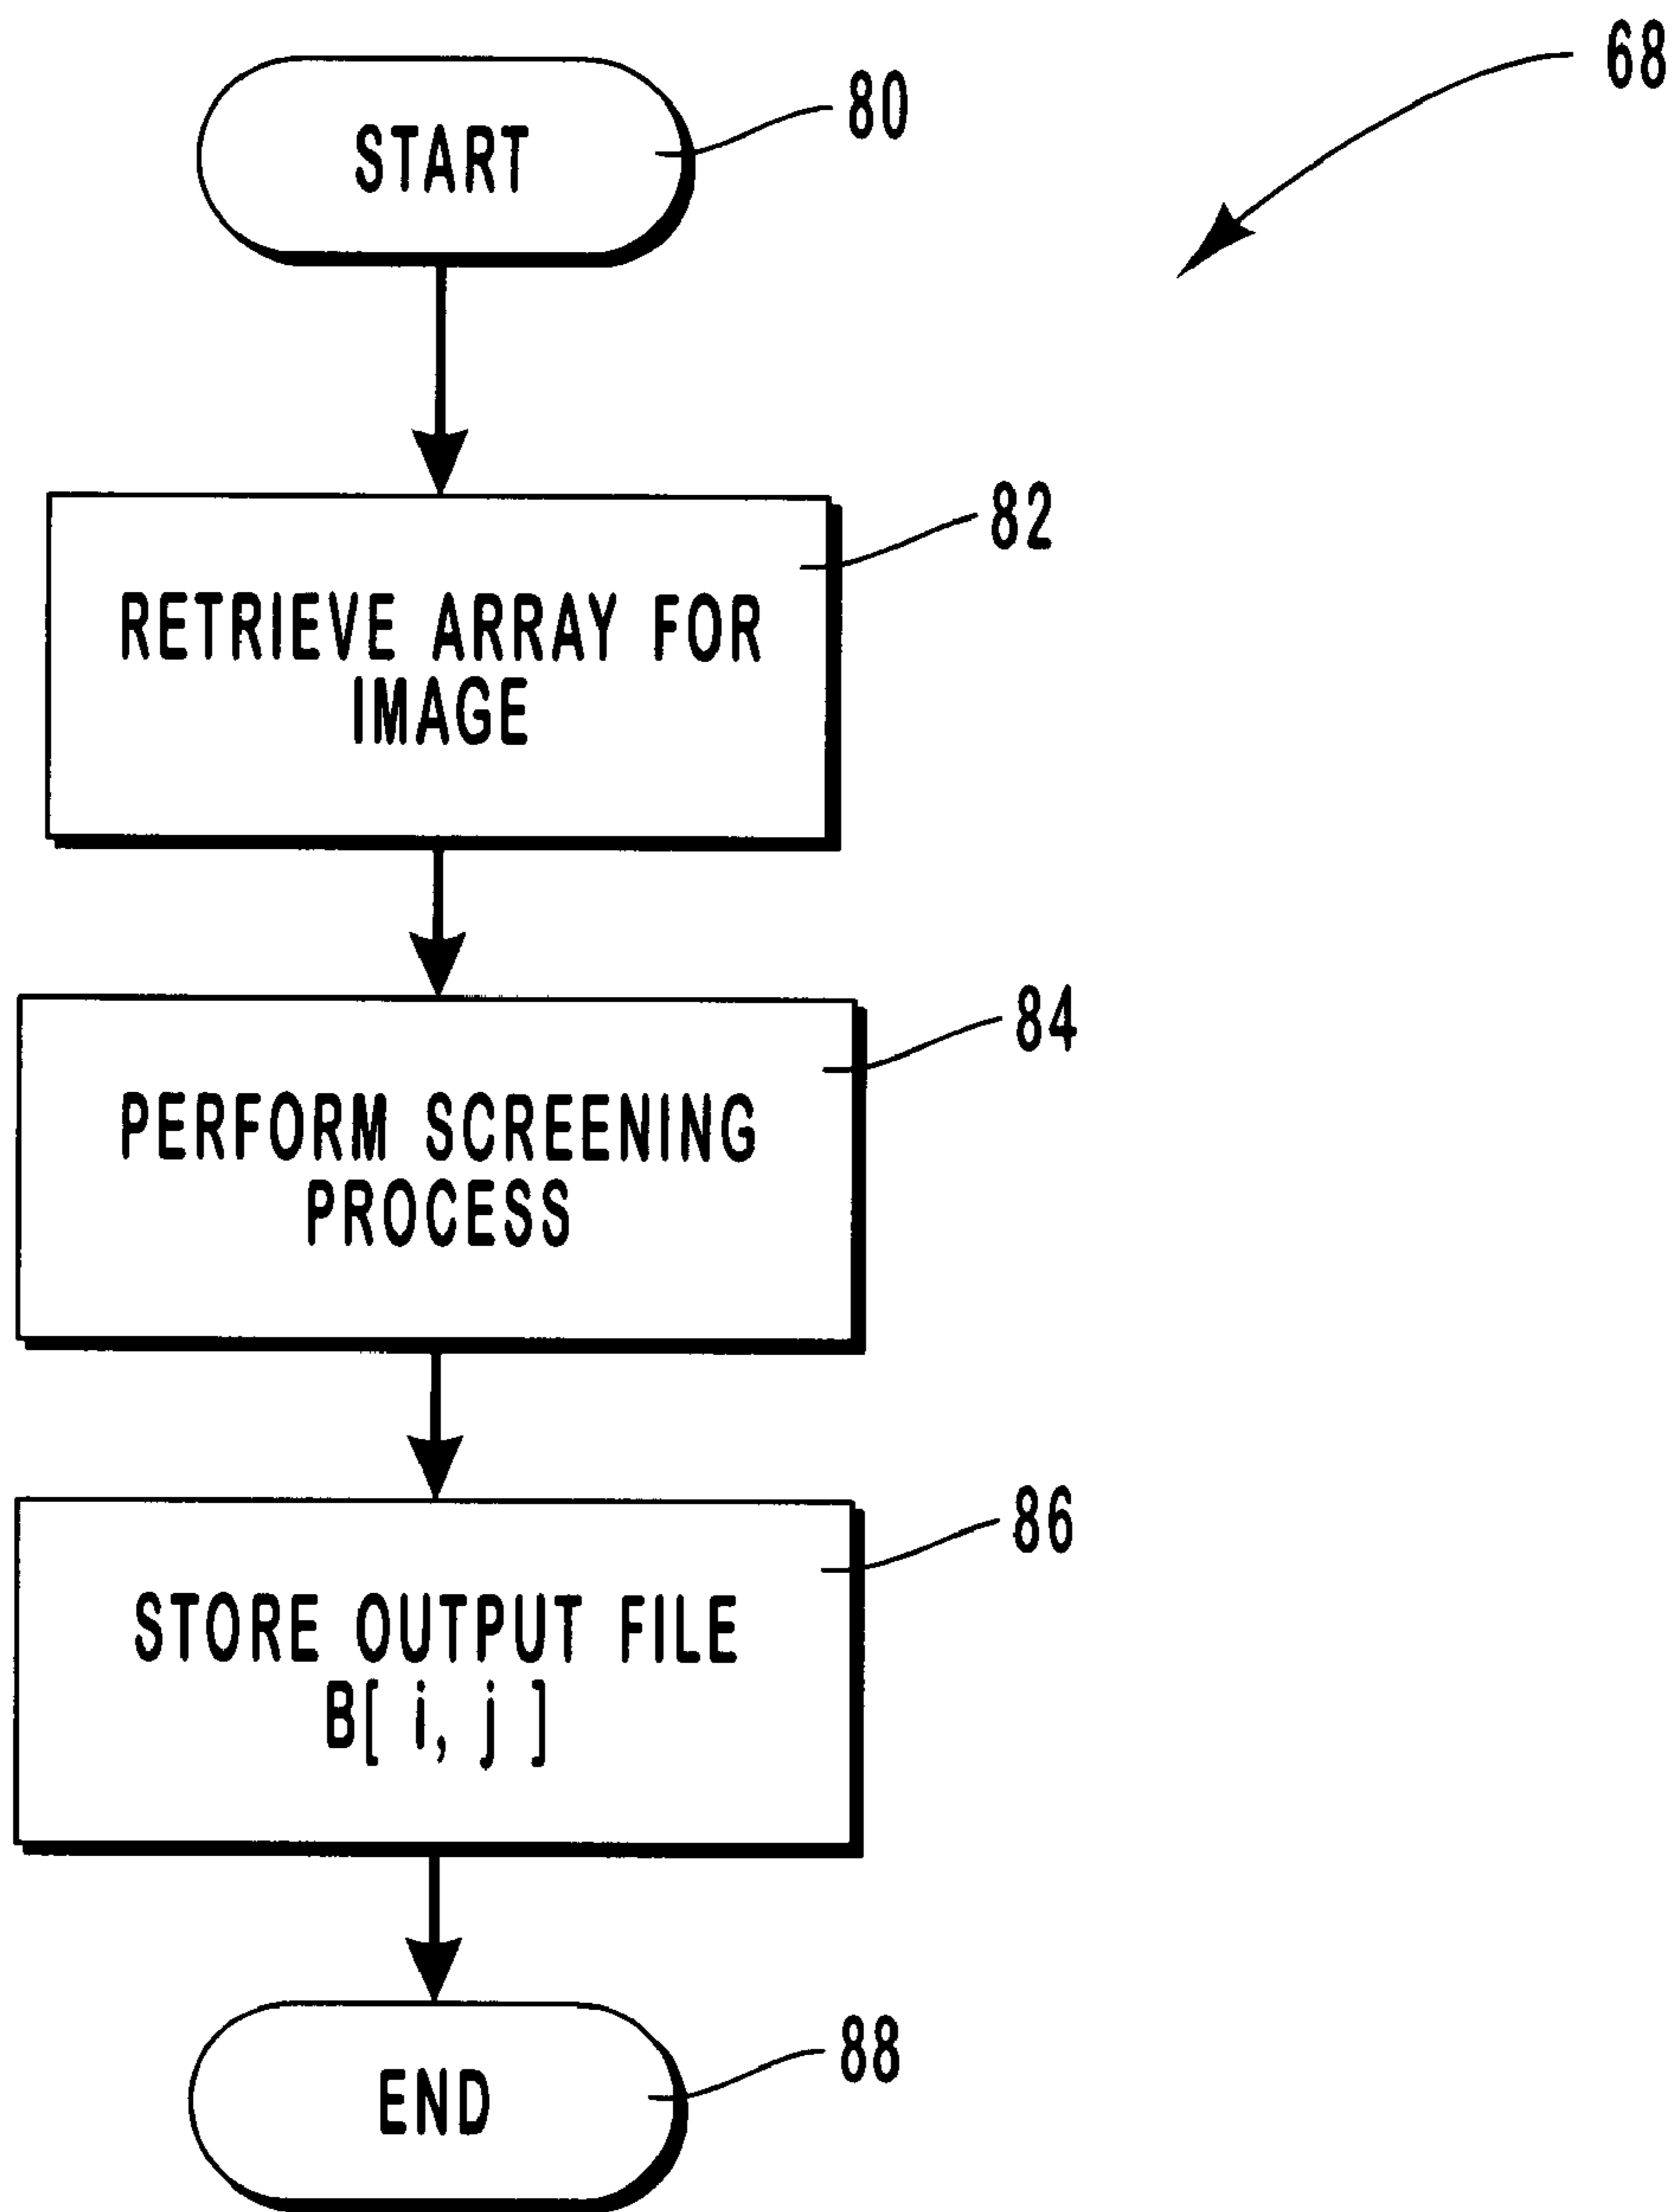 68
START
80
RETRIEVE ARRAY FOR
IMAGE
82
PERFORM SCREENING
PROCESS
84
STORE OUTPUT FILE
B[ i, j ]
86
END
88